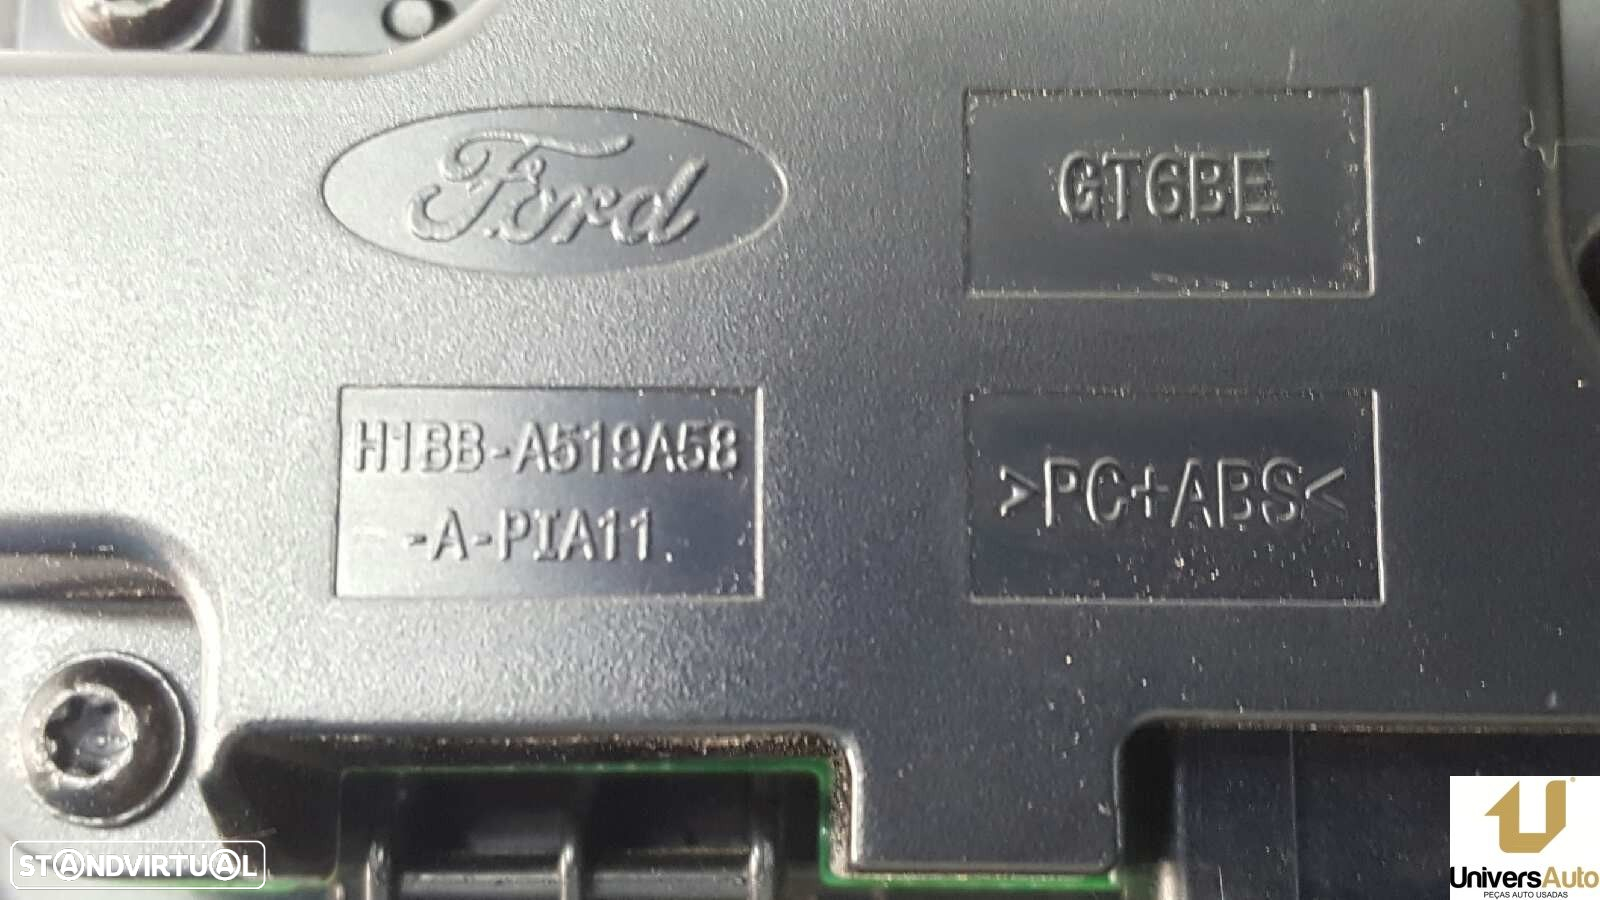 Ford
GT6BE
H1BB-A519A58
-A-PIA11.
>PC+ABS<
STANDVIRTUAL
UniversAuto
PEÇAS AUTO USADAS